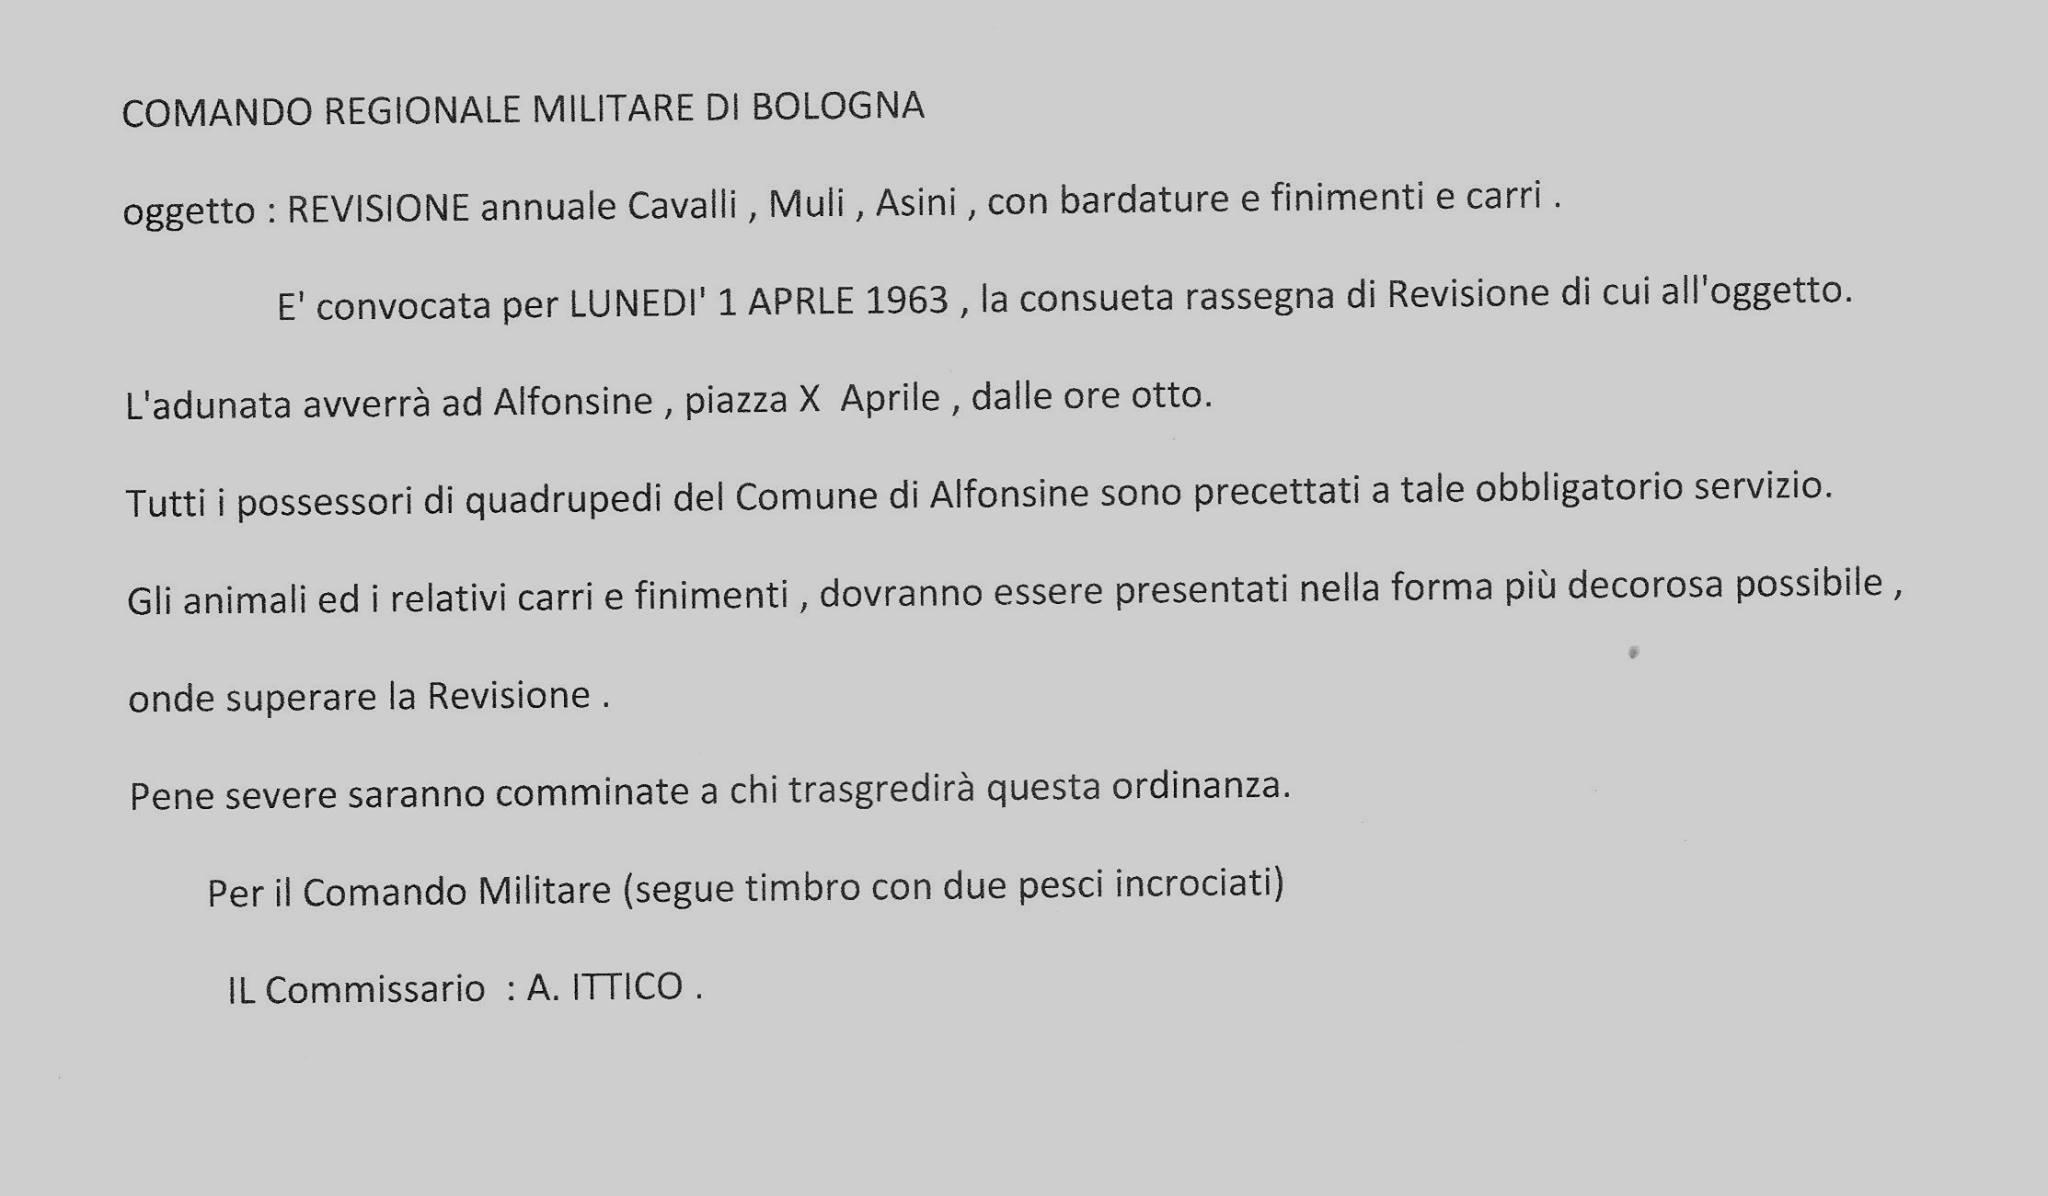 COMANDO REGIONALE MILITARE DI BOLOGNA
oggetto : REVISIONE annuale Cavalli , Muli , Asini , con bardature e finimenti e carri .
E' convocata per LUNEDI' 1 APRLE 1963 , la consueta rassegna di Revisione di cui all'oggetto.
L'adunata avverrà ad Alfonsine , piazza X Aprile , dalle ore otto.
Tutti i possessori di quadrupedi del Comune di Alfonsine sono precettati a tale obbligatorio servizio.
Gli animali ed i relativi carri e finimenti , dovranno essere presentati nella forma più decorosa possibile ,
onde superare la Revisione .
Pene severe saranno comminate a chi trasgredirà questa ordinanza.
Per il Comando Militare (segue timbro con due pesci incrociati)
IL Commissario : A. ITTICO .